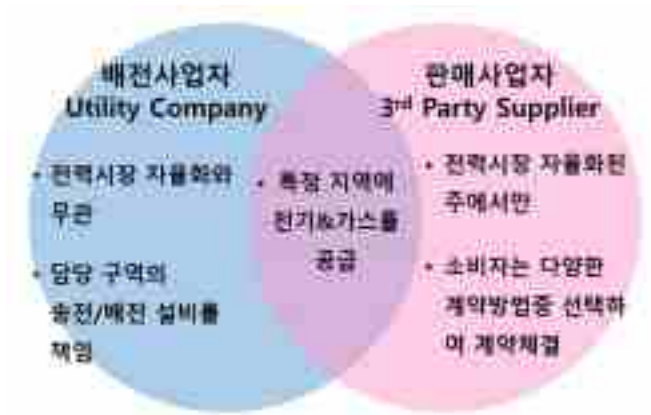 배전사업자
Utility Company
• 전력시장 자율화와
무관
• 담당 구역의
송전/배전 설비를
책임
• 특정 지역에
전기&가스를
공급
판매사업자
3rd Party Supplier
• 전력시장 자율화된
주에서만
• 소비자는 다양한
계약방법중 선택하
여 계약체결